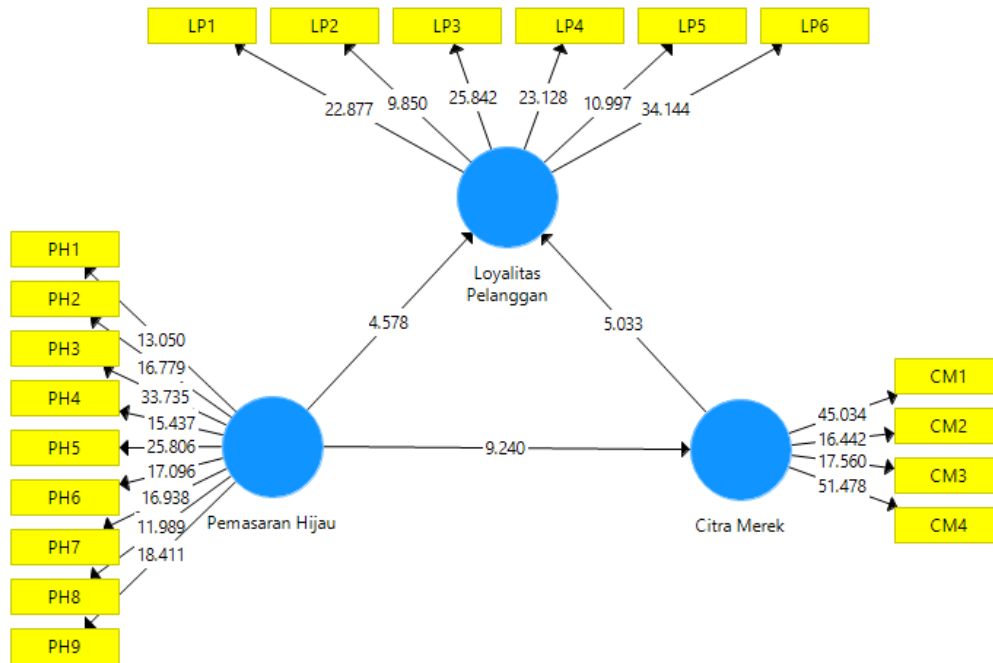 LP1
LP2
LP3
LP4
LP5
LP6
22.877
9.850
25.842
23.128
10.997
34.144
Loyalitas
Pelanggan
4.578
5.033
PH1
PH2
PH3
PH4
PH5
PH6
PH7
PH8
PH9
13.050
16.779
33.735
15.437
25.806
17.096
16.938
11.989
18.411
Pemasaran Hijau
9.240
Citra Merek
45.034
16.442
17.560
51.478
CM1
CM2
CM3
CM4